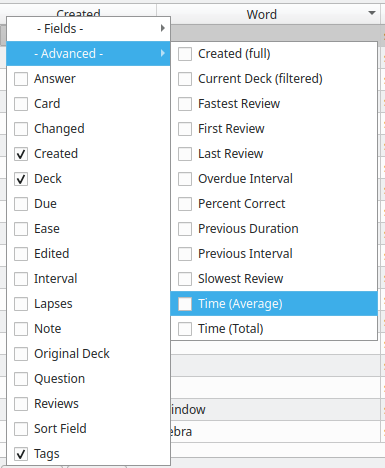 Created
Word
- Fields -
- Advanced -
Answer
Card
Changed
Created
Deck
Due
Ease
Edited
Interval
Lapses
Note
Original Deck
Question
Reviews
Sort Field
Tags
Created (full)
Current Deck (filtered)
Fastest Review
First Review
Last Review
Overdue Interval
Percent Correct
Previous Duration
Previous Interval
Slowest Review
Time (Average)
Time (Total)
indow
ebra